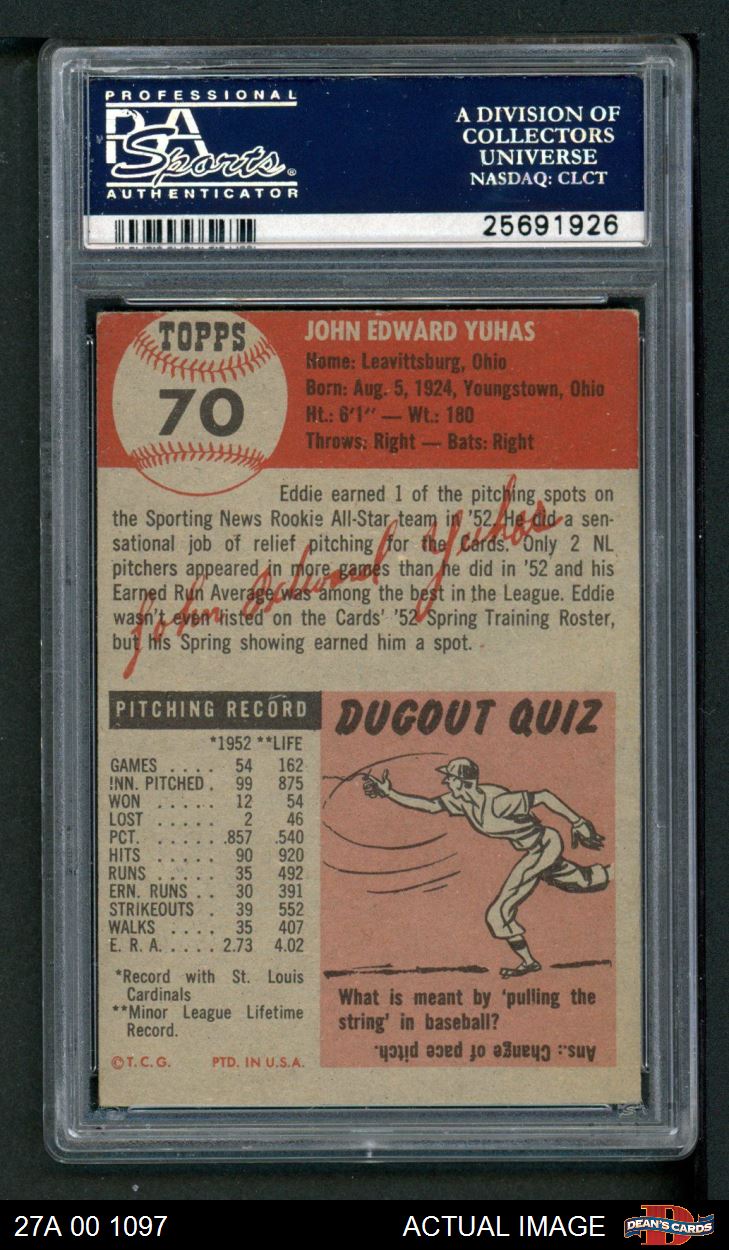 PROFESSIONAL
PSA
Sports®
AUTHENTICATOR
A DIVISION OF
COLLECTORS
UNIVERSE
NASDAQ: CLCT
25691926
TOPPS
70
JOHN EDWARD YUHAS
Home: Leavittsburg, Ohio
Born: Aug. 5, 1924, Youngstown, Ohio
Ht.: 6'1" — Wt.: 180
Throws: Right — Bats: Right
Eddie earned 1 of the pitching spots on
the Sporting News Rookie All-Star team in '52. He did a sen-
sational job of relief pitching for the Cards. Only 2 NL
pitchers appeared in more games than he did in '52 and his
Earned Run Average was among the best in the League. Eddie
wasn't even listed on the Cards' '52 Spring Training Roster,
but his Spring showing earned him a spot.
John Edward Yuhas
PITCHING RECORD
*1952 **LIFE
GAMES . . . . 54 162
INN. PITCHED . 99 875
WON . . . . . 12 54
LOST . . . . . 2 46
PCT. . . . . . . .857 .540
HITS . . . . . 90 920
RUNS . . . . . 35 492
ERN. RUNS . . 30 391
STRIKEOUTS . 39 552
WALKS . . . . 35 407
E. R. A. . . . . 2.73 4.02
*Record with St. Louis
Cardinals
**Minor League Lifetime
Record.
© T. C. G. PTD. IN U.S.A.
DUGOUT QUIZ
What is meant by 'pulling the
string' in baseball?
Ans.: Change of pace pitch.
27A 00 1097
ACTUAL IMAGE
D
DEAN'S CARDS